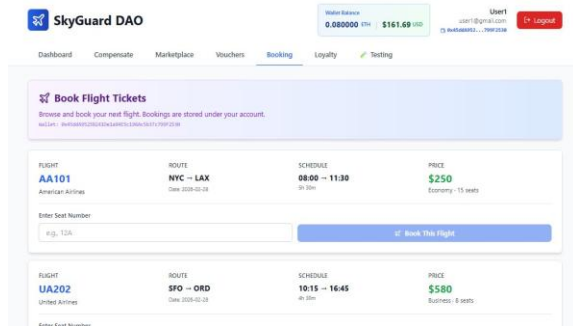 SkyGuard DAO
Wallet Balance
0.080000 ETH | $161.69 USD
User1
user1@gmail.com
Logout
Dashboard Compensate Marketplace Vouchers Booking Loyalty Testing
Book Flight Tickets
Browse and book your next flight. Bookings are stored under your account.
FLIGHT ROUTE SCHEDULE PRICE
AA101 NYC → LAX 08:00 → 11:30 $250
American Airlines Date: 2026-02-28 5h 30m Economy · 15 seats
Enter Seat Number
e.g., 12A Book This Flight
FLIGHT ROUTE SCHEDULE PRICE
UA202 SFO → ORD 10:15 → 16:45 $580
United Airlines Date: 2026-02-28 4h 30m Business · 8 seats
Enter Seat Number